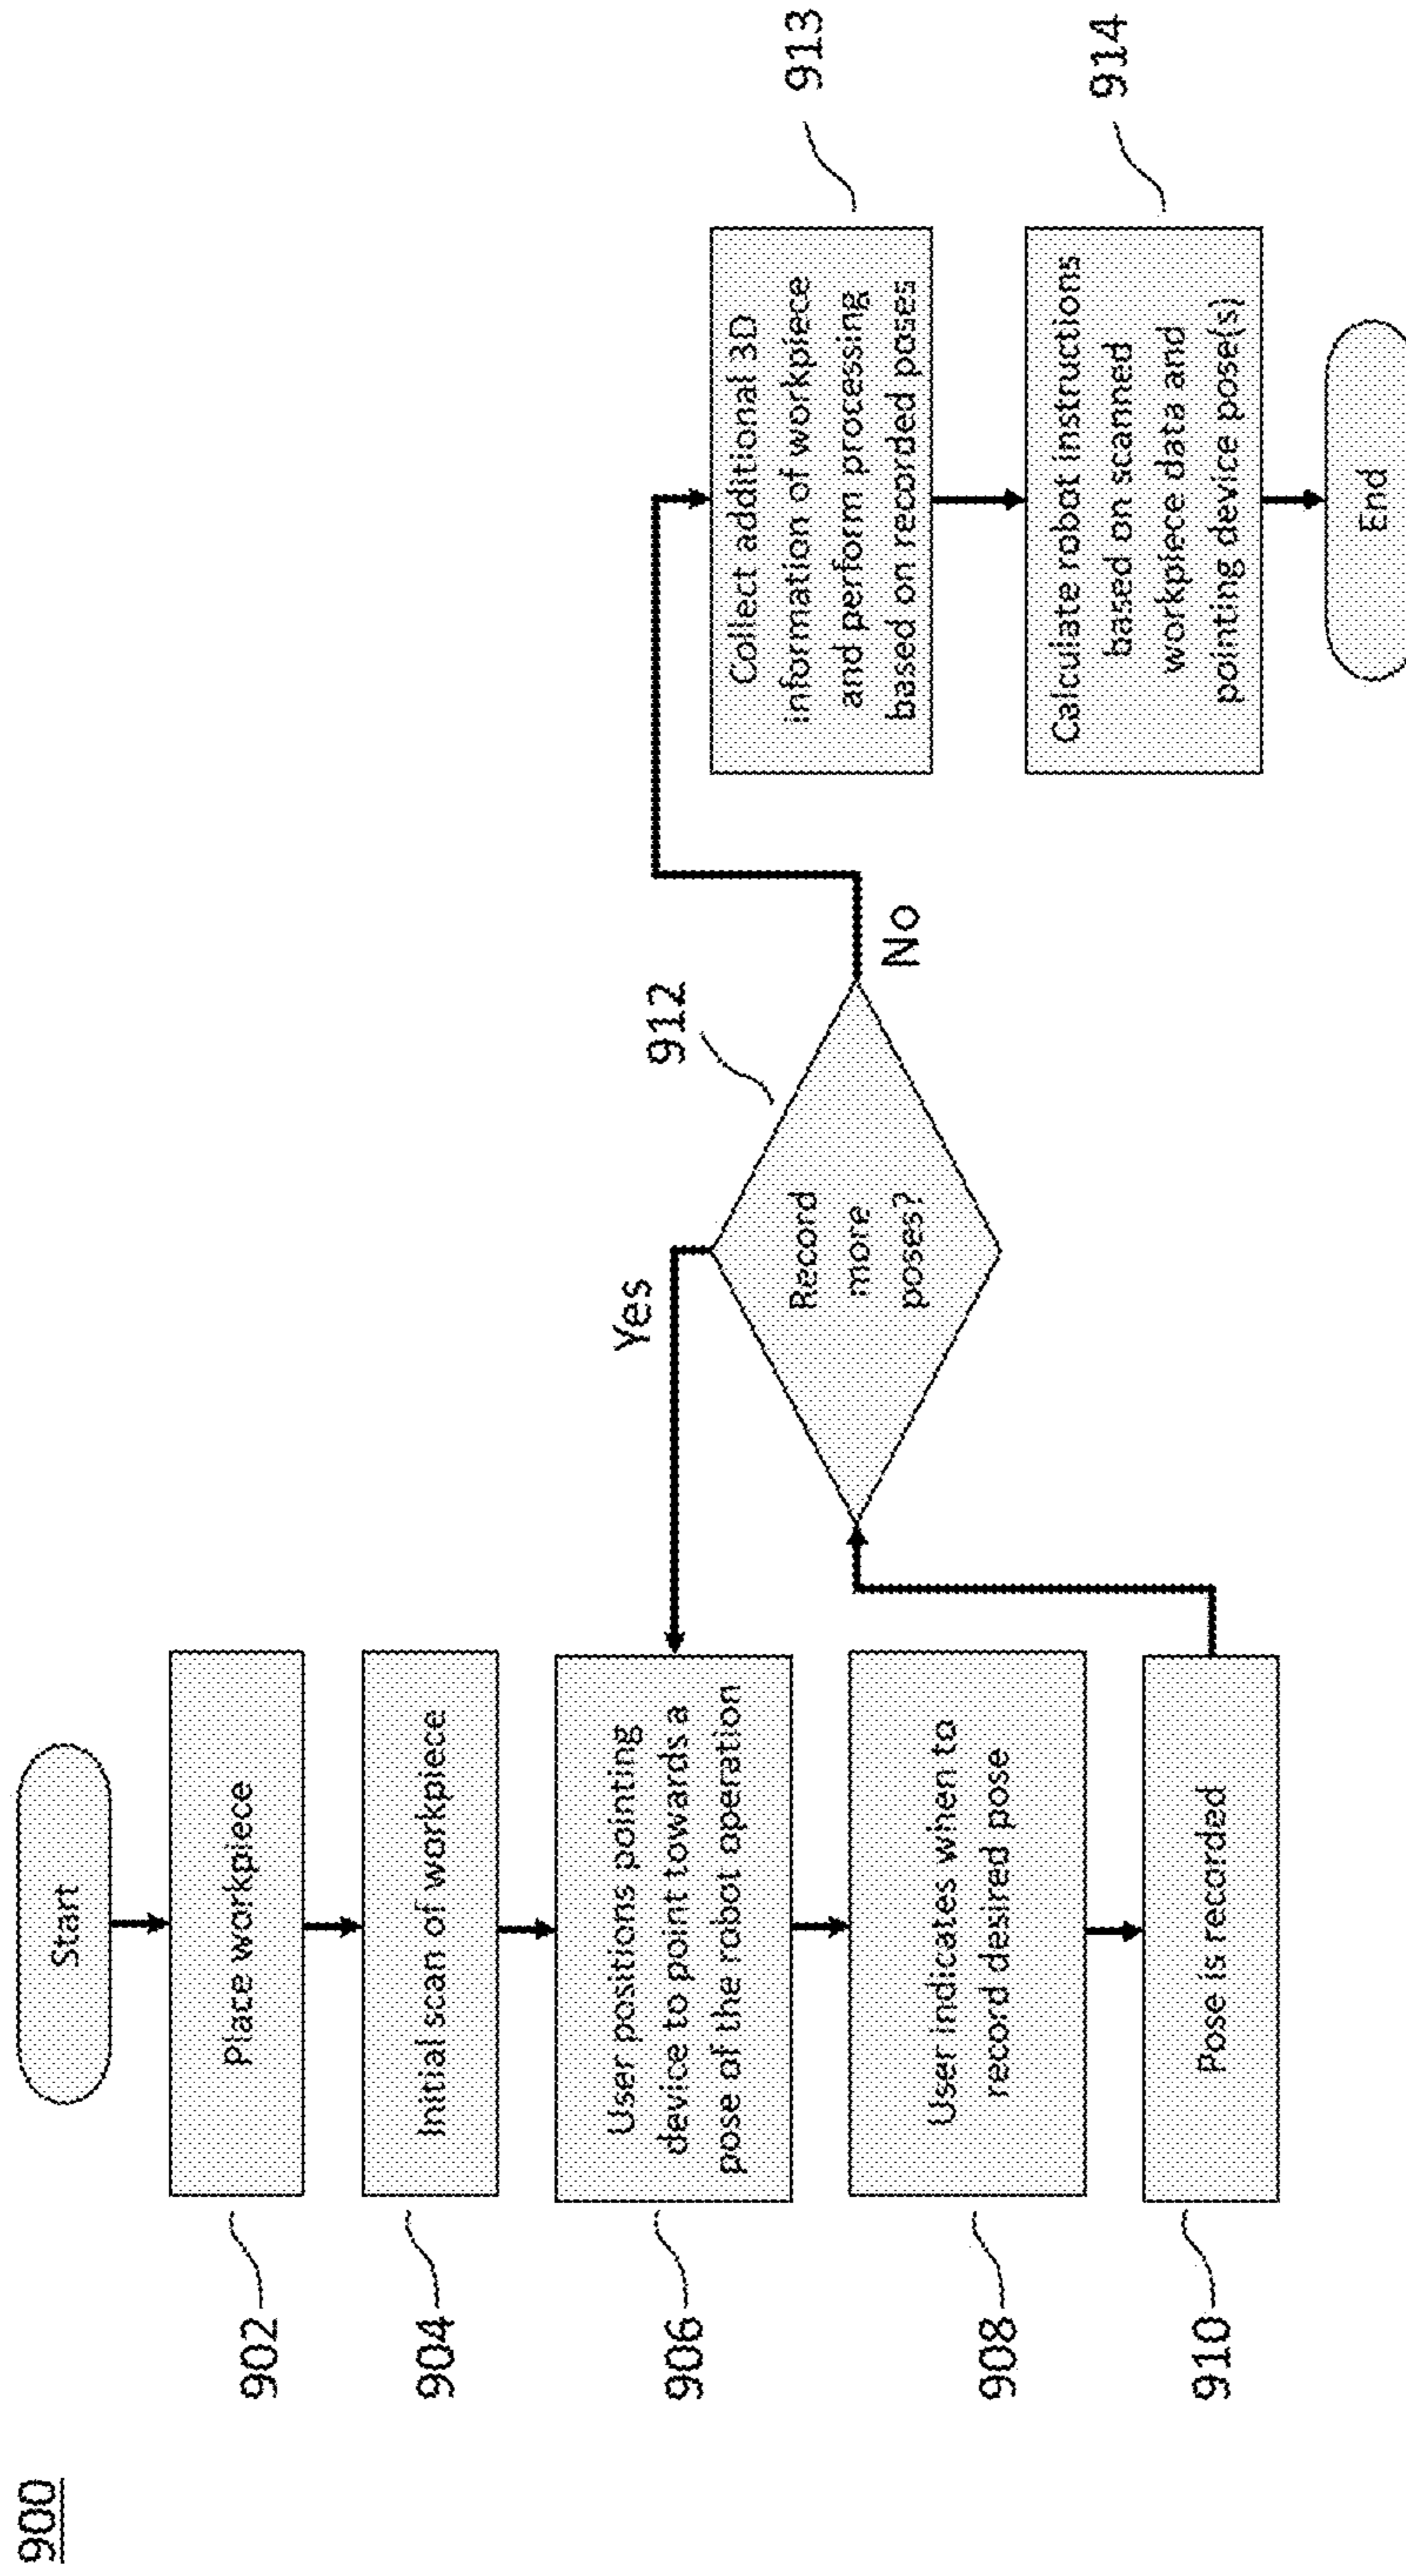 900
Start
902
Place workpiece
904
Initial scan of workpiece
906
User positions pointing
device to point towards a
pose of the robot operation
908
User indicates when to
record desired pose
910
Pose is recorded
912
Record
more
poses?
Yes
No
913
Collect additional 3D
information of workpiece
and perform processing
based on recorded poses
914
Calculate robot instructions
based on scanned
workpiece data and
pointing device pose(s)
End